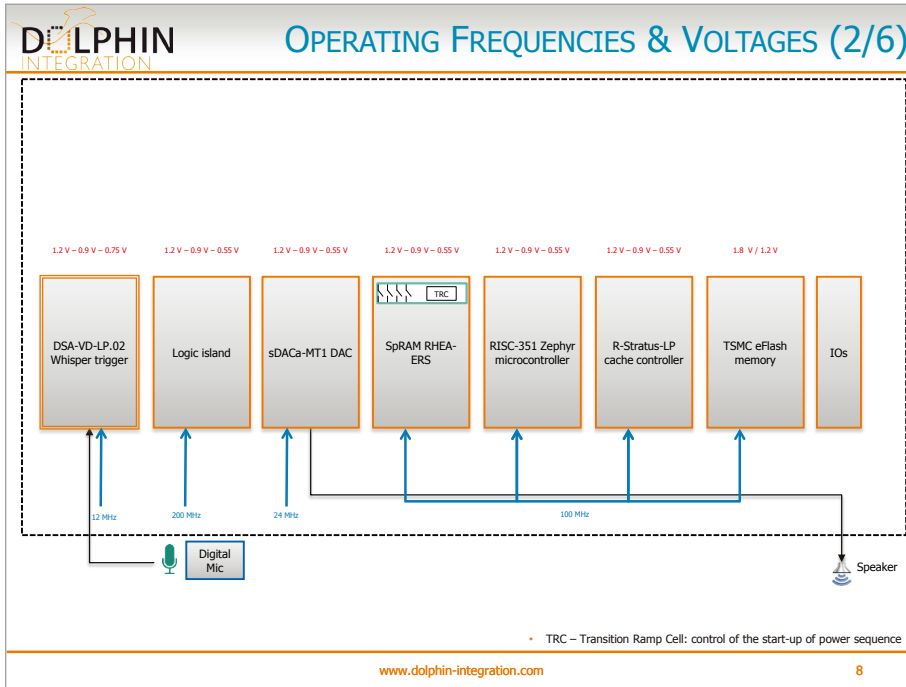 DOLPHIN
INTEGRATION
OPERATING FREQUENCIES & VOLTAGES (2/6)
1.2 V – 0.9 V – 0.75 V
1.2 V – 0.9 V – 0.55 V
1.2 V – 0.9 V – 0.55 V
1.2 V – 0.9 V – 0.55 V
1.2 V – 0.9 V – 0.55 V
1.2 V – 0.9 V – 0.55 V
1.8 V / 1.2 V
TRC
DSA-VD-LP.02
Whisper trigger
Logic island
sDACa-MT1 DAC
SpRAM RHEA-
ERS
RISC-351 Zephyr
microcontroller
R-Stratus-LP
cache controller
TSMC eFlash
memory
IOs
12 MHz
200 MHz
24 MHz
100 MHz
Digital
Mic
Speaker
• TRC – Transition Ramp Cell: control of the start-up of power sequence
www.dolphin-integration.com
8